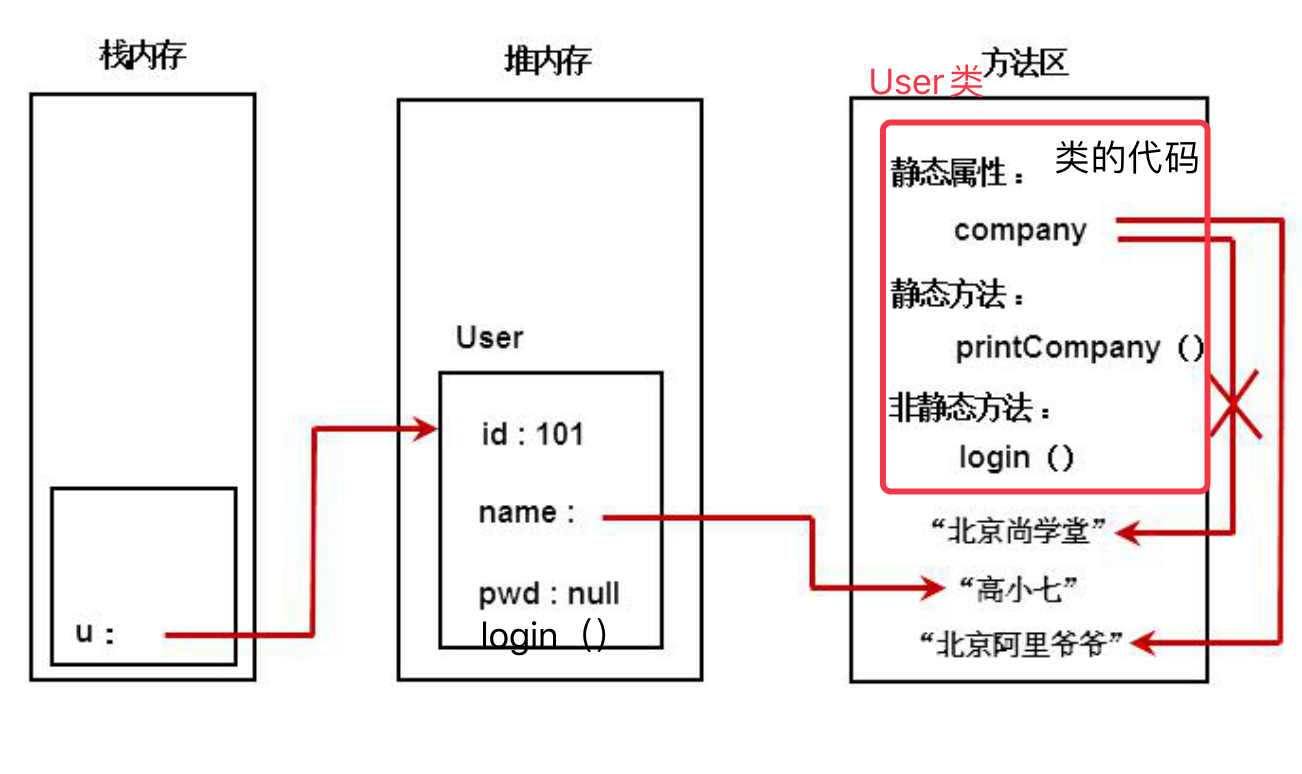 栈内存
堆内存
方法区
User类
类的代码
静态属性：
company
静态方法：
printCompany（）
非静态方法：
login（）
“北京尚学堂”
“高小七”
“北京阿里爷爷”
User
id : 101
name :
pwd : null
login（）
u :